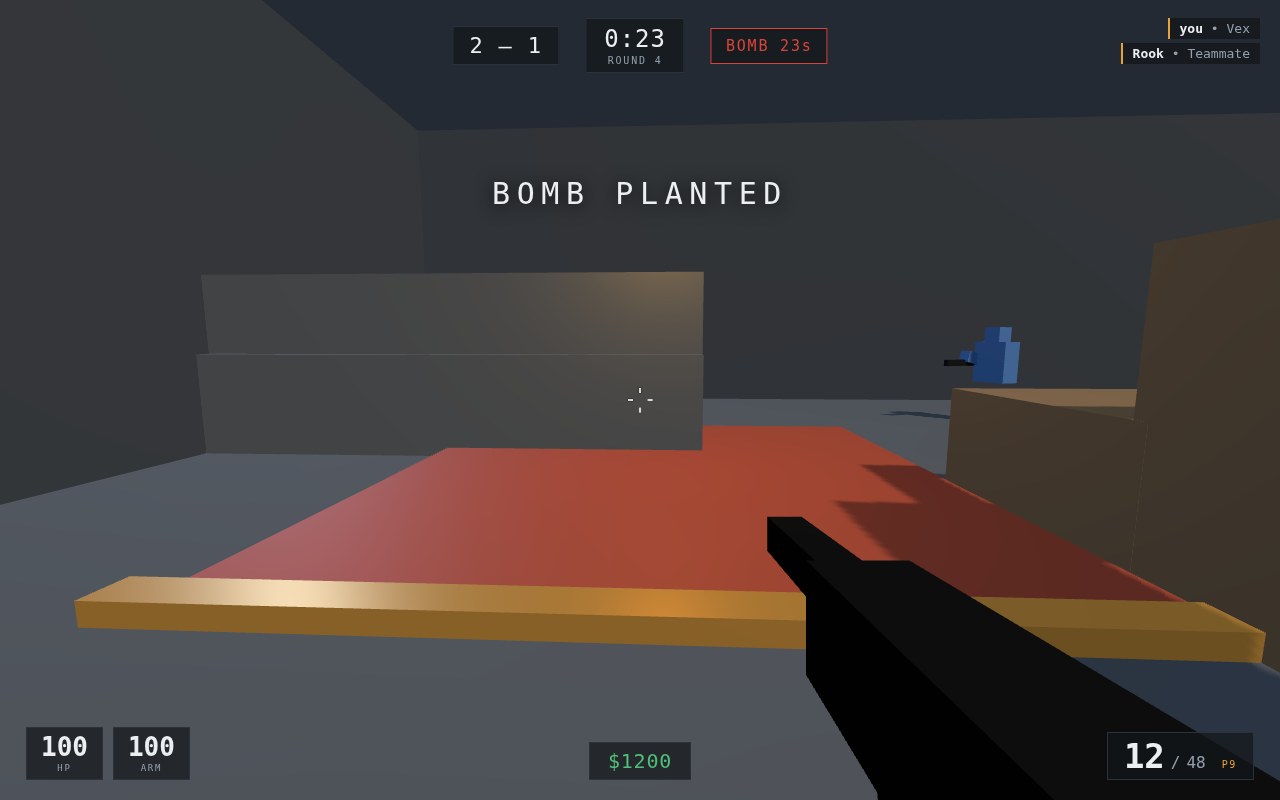 2 — 1
0:23
ROUND 4
BOMB 23s
you • Vex
Rook • Teammate
BOMB PLANTED
100
HP
100
ARM
$1200
12 / 48 P9